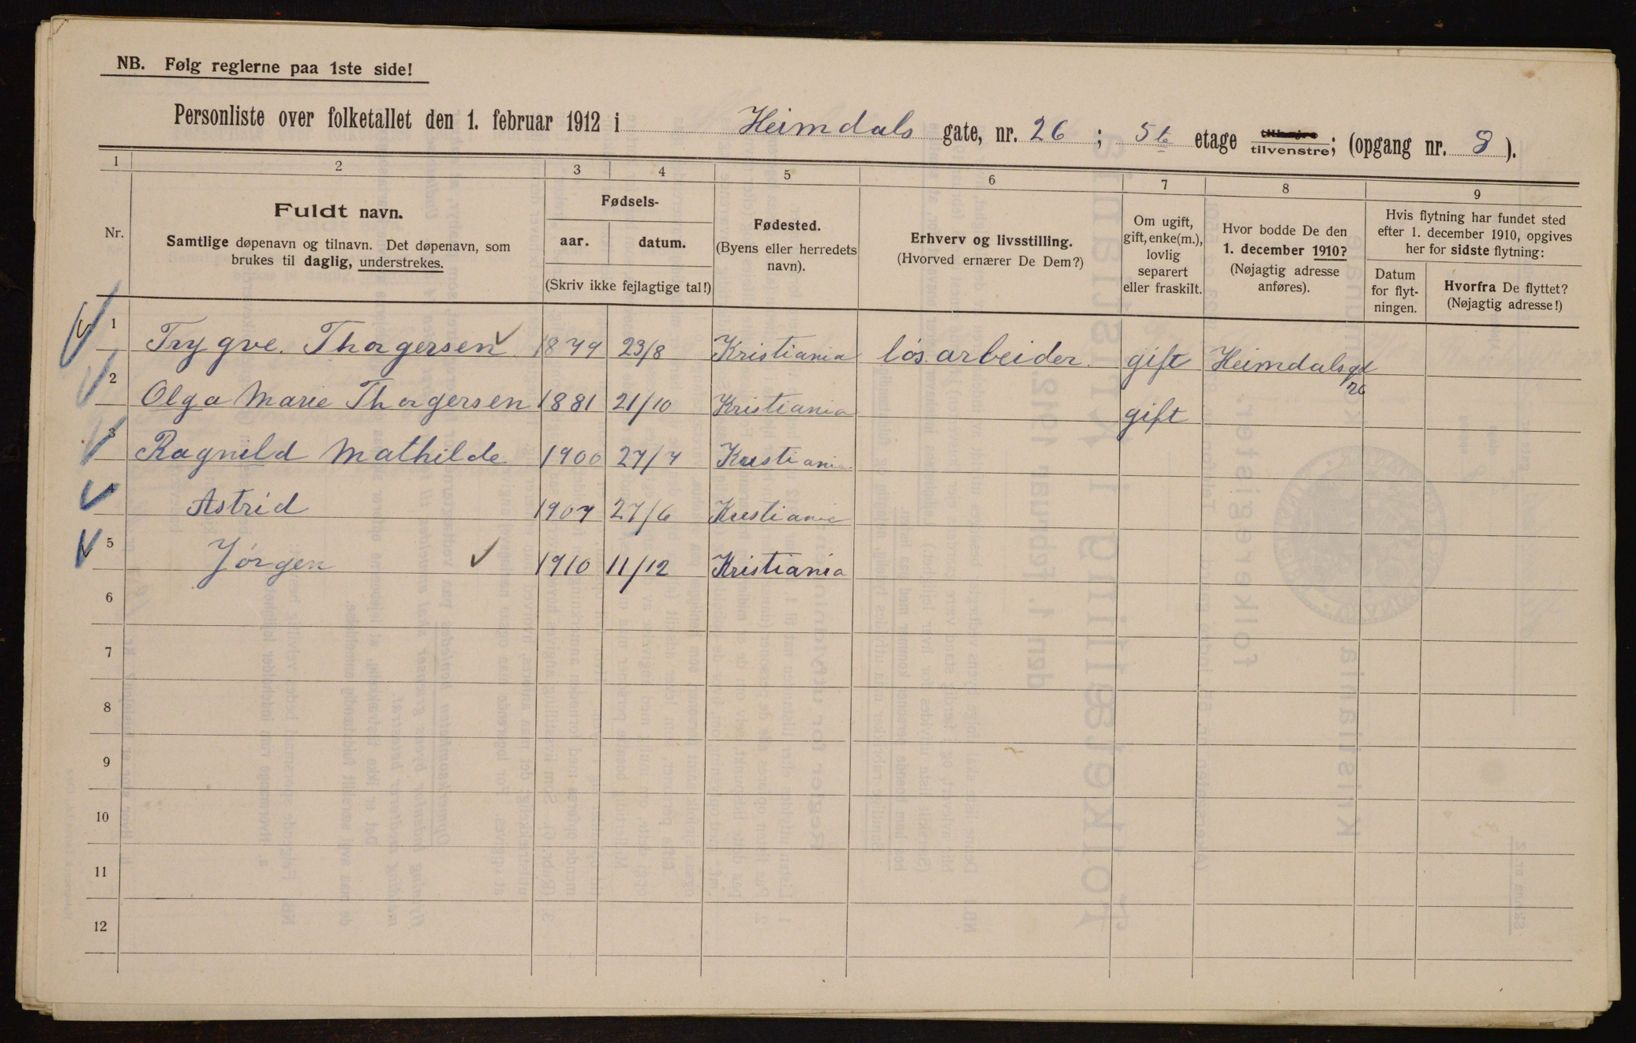 NB. Følg reglerne paa 1ste side!
Personliste over folketallet den 1. februar 1912 i Heimdals gate, nr. 26 ; 5te etage tilhøjre tilvenstre; (opgang nr. 8 ).
1 2 3 4 5 6 7 8 9
Nr.
Fuldt navn.
Samtlige døpenavn og tilnavn. Det døpenavn, som
brukes til daglig, understrekes.
Fødsels-
aar. datum.
(Skriv ikke fejlagtige tal!)
Fødested.
(Byens eller herredets
navn).
Erhverv og livsstilling.
(Hvorved ernærer De Dem?)
Om ugift,
gift, enke(m.),
lovlig
separert
eller fraskilt.
Hvor bodde De den
1. december 1910?
(Nøjagtig adresse
anføres).
Hvis flytning har fundet sted
efter 1. december 1910, opgives
her for sidste flytning:
Datum
for flyt-
ningen.
Hvorfra De flyttet?
(Nøjagtig adresse!)
1 Trygve. Thorgersen 1879 23/8 Kristiania løs arbeider. gift Heimdalsgd 26
2 Olga Marie Thorgersen 1881 21/10 Kristiania gift
3 Ragnild Mathilde 1900 27/7 Kristiania
4 Astrid 1907 27/6 Kristiania
5 Jørgen 1910 11/12 Kristiania
6
7
8
9
10
11
12